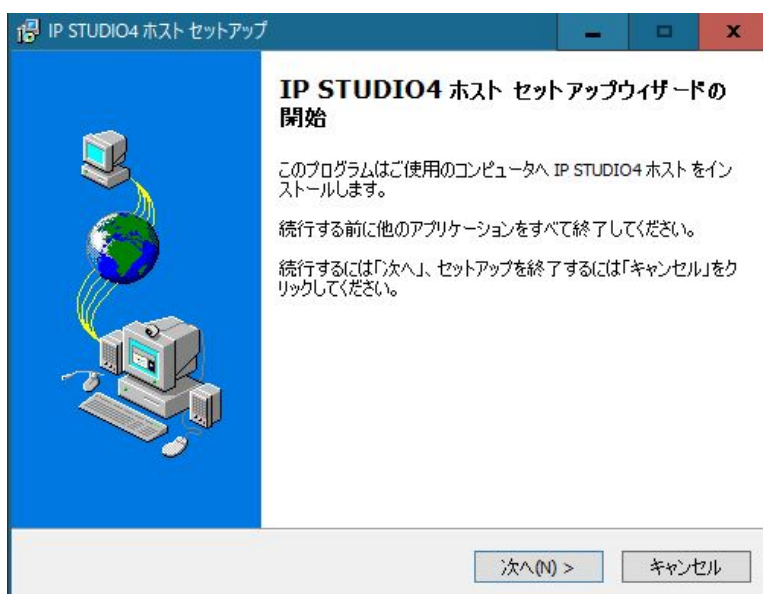 IP STUDIO4 ホスト セットアップ
IP STUDIO4 ホスト セットアップウィザードの
開始
このプログラムはご使用のコンピュータへ IP STUDIO4 ホスト をイン
ストールします。
続行する前に他のアプリケーションをすべて終了してください。
続行するには「次へ」、セットアップを終了するには「キャンセル」をク
リックしてください。
次へ(N) >
キャンセル